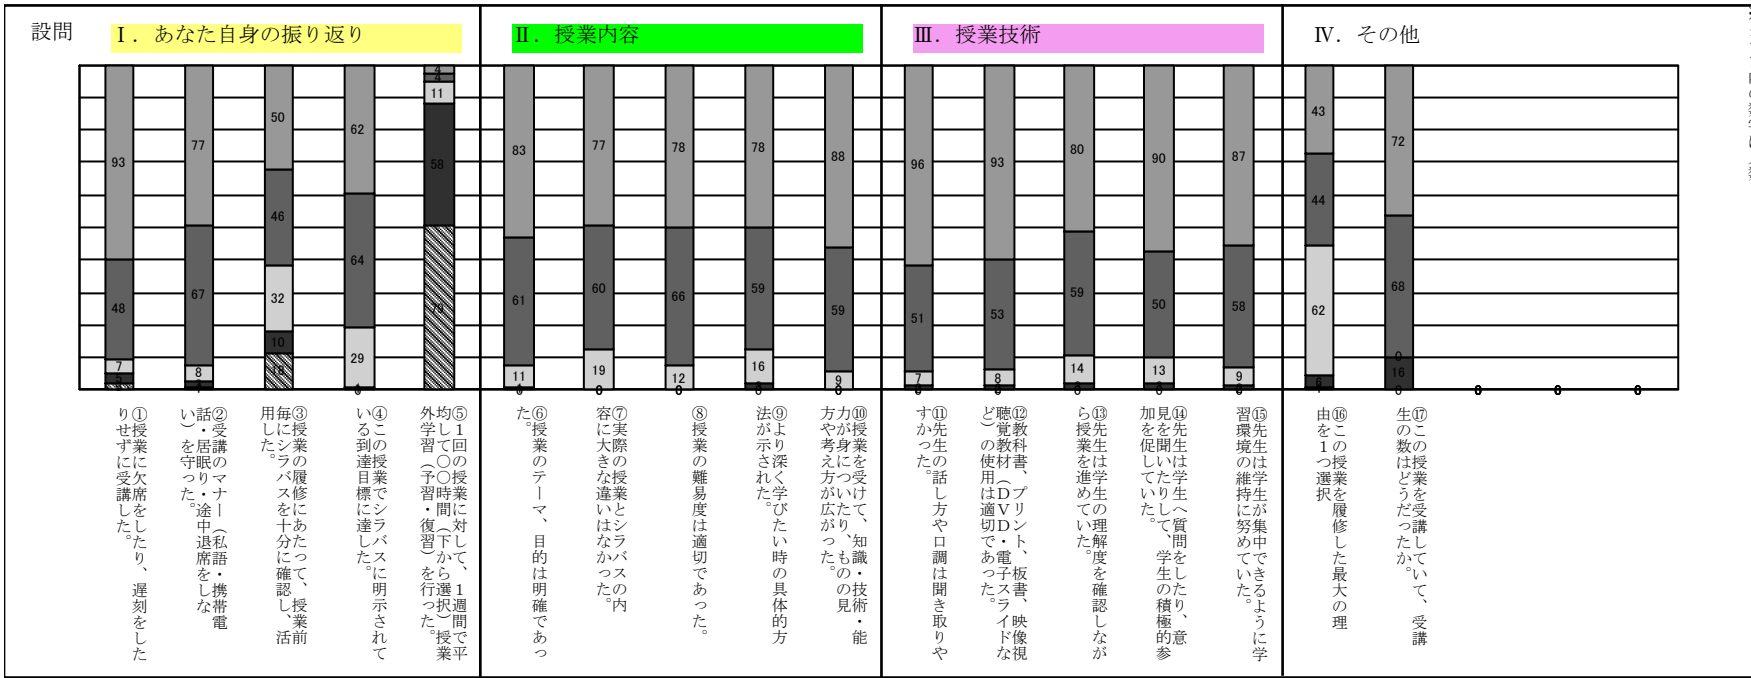 設問
Ⅰ．あなた自身の振り返り
Ⅱ．授業内容
Ⅲ．授業技術
Ⅳ．その他
93
48
7
5
77
67
8
50
46
32
10
18
62
64
29
4
4
11
58
79
83
61
11
77
60
19
78
66
12
78
59
16
88
59
9
96
51
7
93
53
8
80
59
14
90
50
13
87
58
9
43
44
62
6
72
68
0
16
0
0
0
0
①授業に欠席をしたり、遅刻をした
りせずに受講した。
②受講のマナー（私語・携帯電
話・居眠り・途中退席をしな
い）を守った。
③授業の履修にあたって、授業前
毎にシラバスを十分に確認し、活
用した。
④この授業でシラバスに明示されて
いる到達目標に達した。
⑤１回の授業に対して、１週間で平
均して〇〇時間（下から選択）授業
外学習（予習・復習）を行った。
⑥授業のテーマ、目的は明確であっ
た。
⑦実際の授業とシラバスの内
容に大きな違いはなかった。
⑧授業の難易度は適切であった。
⑨より深く学びたい時の具体的方
法が示された。
⑩授業を受けて、知識・技術・能
力が身についたり、ものの見
方や考え方が広がった。
⑪先生の話し方や口調は聞き取りや
すかった。
⑫教科書、プリント、板書、映像視
聴覚教材（ＤＶＤ・電子スライドな
ど）の使用は適切であった。
⑬先生は学生の理解度を確認しなが
ら授業を進めていた。
⑭先生は学生へ質問をしたり、意
見を聞いたりして、学生の積極的参
加を促していた。
⑮先生は学生が集中できるように学
習環境の維持に努めていた。
⑯この授業を履修した最大の理
由を１つ選択
⑰この授業を受講していて、受講
生の数はどうだったか。